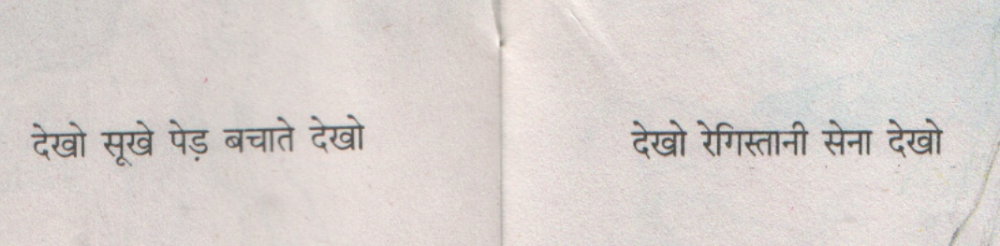 देखो सूखे पेड़ बचाते देखो
देखो रेगिस्तानी सेना देखो